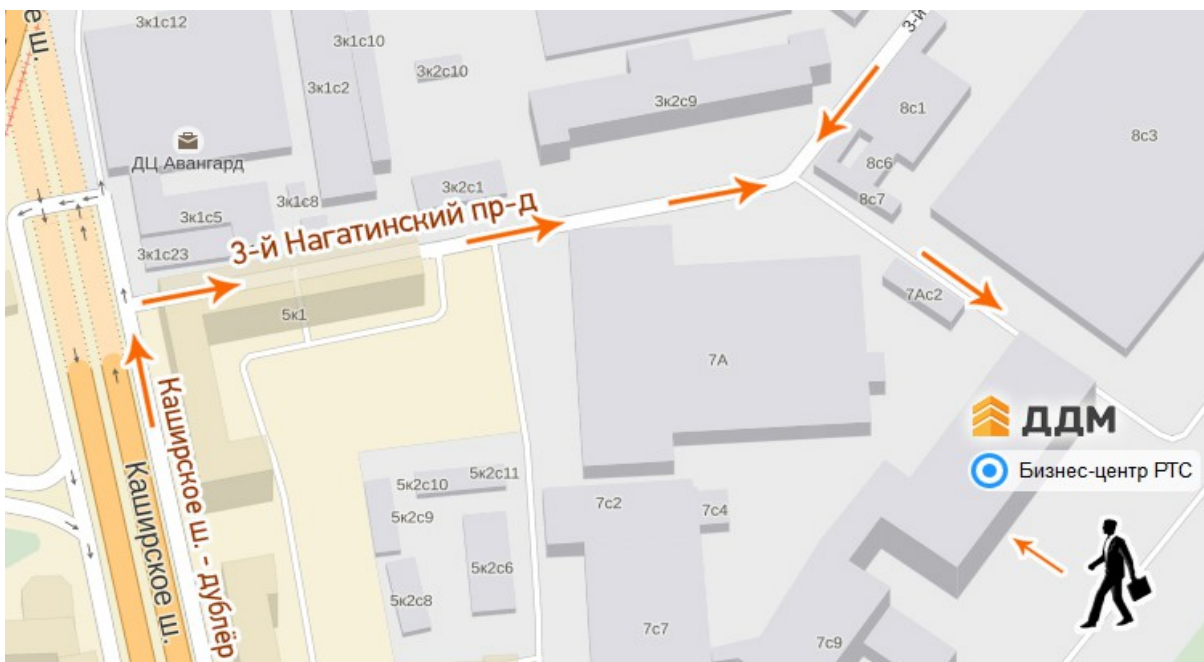 е ш.
3к1с12
3к1с10
3-й
3к2с10
3к1с2
3к2с9
8с1
8с3
ДЦ Авангард
8с6
3к2с1
8с7
3к1с8
3к1с5
3-й Нагатинский пр-д
3к1с23
7Ас2
5к1
7А
Каширское ш. - дублёр
ДДМ
Каширское ш.
Бизнес-центр РТС
5к2с11
5к2с10
7с2
7с4
5к2с9
5к2с6
5к2с8
7с7
7с9